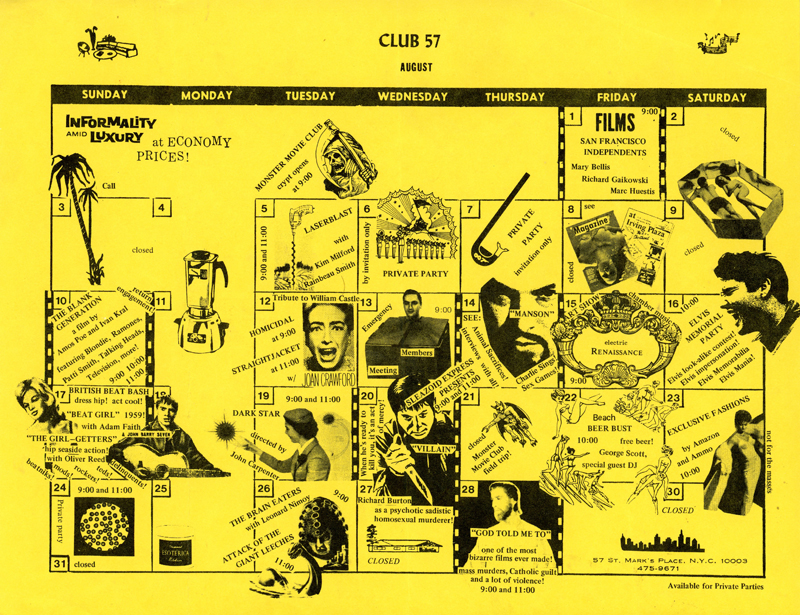 CLUB 57
AUGUST
SUNDAY MONDAY TUESDAY WEDNESDAY THURSDAY FRIDAY SATURDAY
INFORMALITY
AMID LUXURY
at ECONOMY
PRICES!
Call
MONSTER MOVIE CLUB
crypt opens
at 9:00
1
FILMS
9:00
SAN FRANCISCO
INDEPENDENTS
Mary Bellis
Richard Gaikowski
Marc Huestis
2
closed
3
4
closed
5
9:00 and 11:00
LASERBLAST
with
Kim Milford
Rainbeau Smith
6
by invitation only
PRIVATE PARTY
7
PRIVATE
PARTY
invitation only
8
see
Magazine
at
Irving Plaza
closed
9
closed
10
return
engagement!
THE BLANK
GENERATION
a film by
Amos Poe and Ivan Kral
featuring Blondie, Ramones,
Patti Smith, Talking Heads,
Television, more!
9:00 10:00
11:00
11
12
Tribute to William Castle
HOMICIDAL
at 9:00
STRAIGHTJACKET
at 11:00
w/ JOAN CRAWFORD
13
9:00
Emergency
Members
Meeting
14
SEE:
"MANSON"
Animal Sacrifices!
interviews with all!
Charlie Sings!
Sex Games
15
ART SHOW
chamber music
electric
RENAISSANCE
9:00
16
9:00
ELVIS
MEMORIAL
PARTY
Elvis look-alike contest
Elvis impersonation!
Elvis Memorabilia
Elvis Mania!
17
BRITISH BEAT BASH
dress hip! act cool!
"BEAT GIRL" 1959!
with Adam Faith
"THE GIRL-GETTERS"
hip seaside action!
with Oliver Reed
beatniks! mods! rockers! teds! delinquents!
18
19
9:00 and 11:00
DARK STAR
directed by
John Carpenter
20
SLEAZOID EXPRESS
PRESENTS
9:00 and 11:00
When he's ready to
kill you, it's an act
of mercy!
"VILLAIN"
Richard Burton
as a psychotic sadistic
homosexual murderer!
21
closed
Monster
Movie Club
field trip!
22
Beach
BEER BUST
10:00 free beer!
George Scott,
special guest DJ
23
EXCLUSIVE FASHIONS
by Amazon
and Ammo
10:00
not for the masses
24
9:00 and 11:00
Private party
25
ESOTERICA
26
9:00
THE BRAIN EATERS
with Leonard Nimoy
ATTACK OF THE
GIANT LEECHES
11:00
27
CLOSED
28
"GOD TOLD ME TO"
one of the most
bizarre films ever made!
mass murders, Catholic guilt
and a lot of violence!
9:00 and 11:00
30
CLOSED
31
closed
57 ST. MARK'S PLACE, N.Y.C. 10003
475-9671
Available for Private Parties